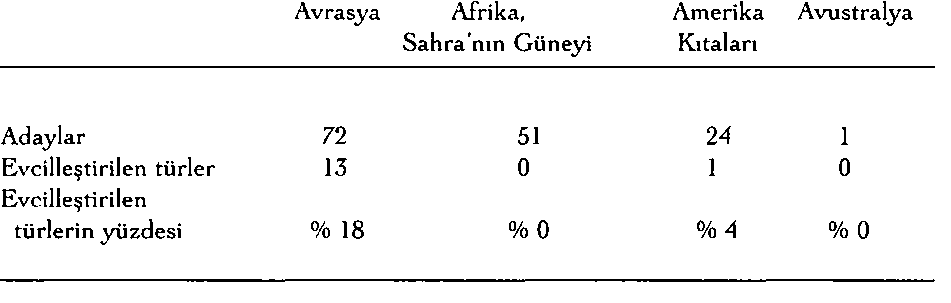 Avrasya Afrika, Amerika Avustralya
Sahra'nın Güneyi Kıtaları
Adaylar 72 51 24 1
Evcilleştirilen türler 13 0 1 0
Evcilleştirilen
türlerin yüzdesi % 18 % 0 % 4 % 0